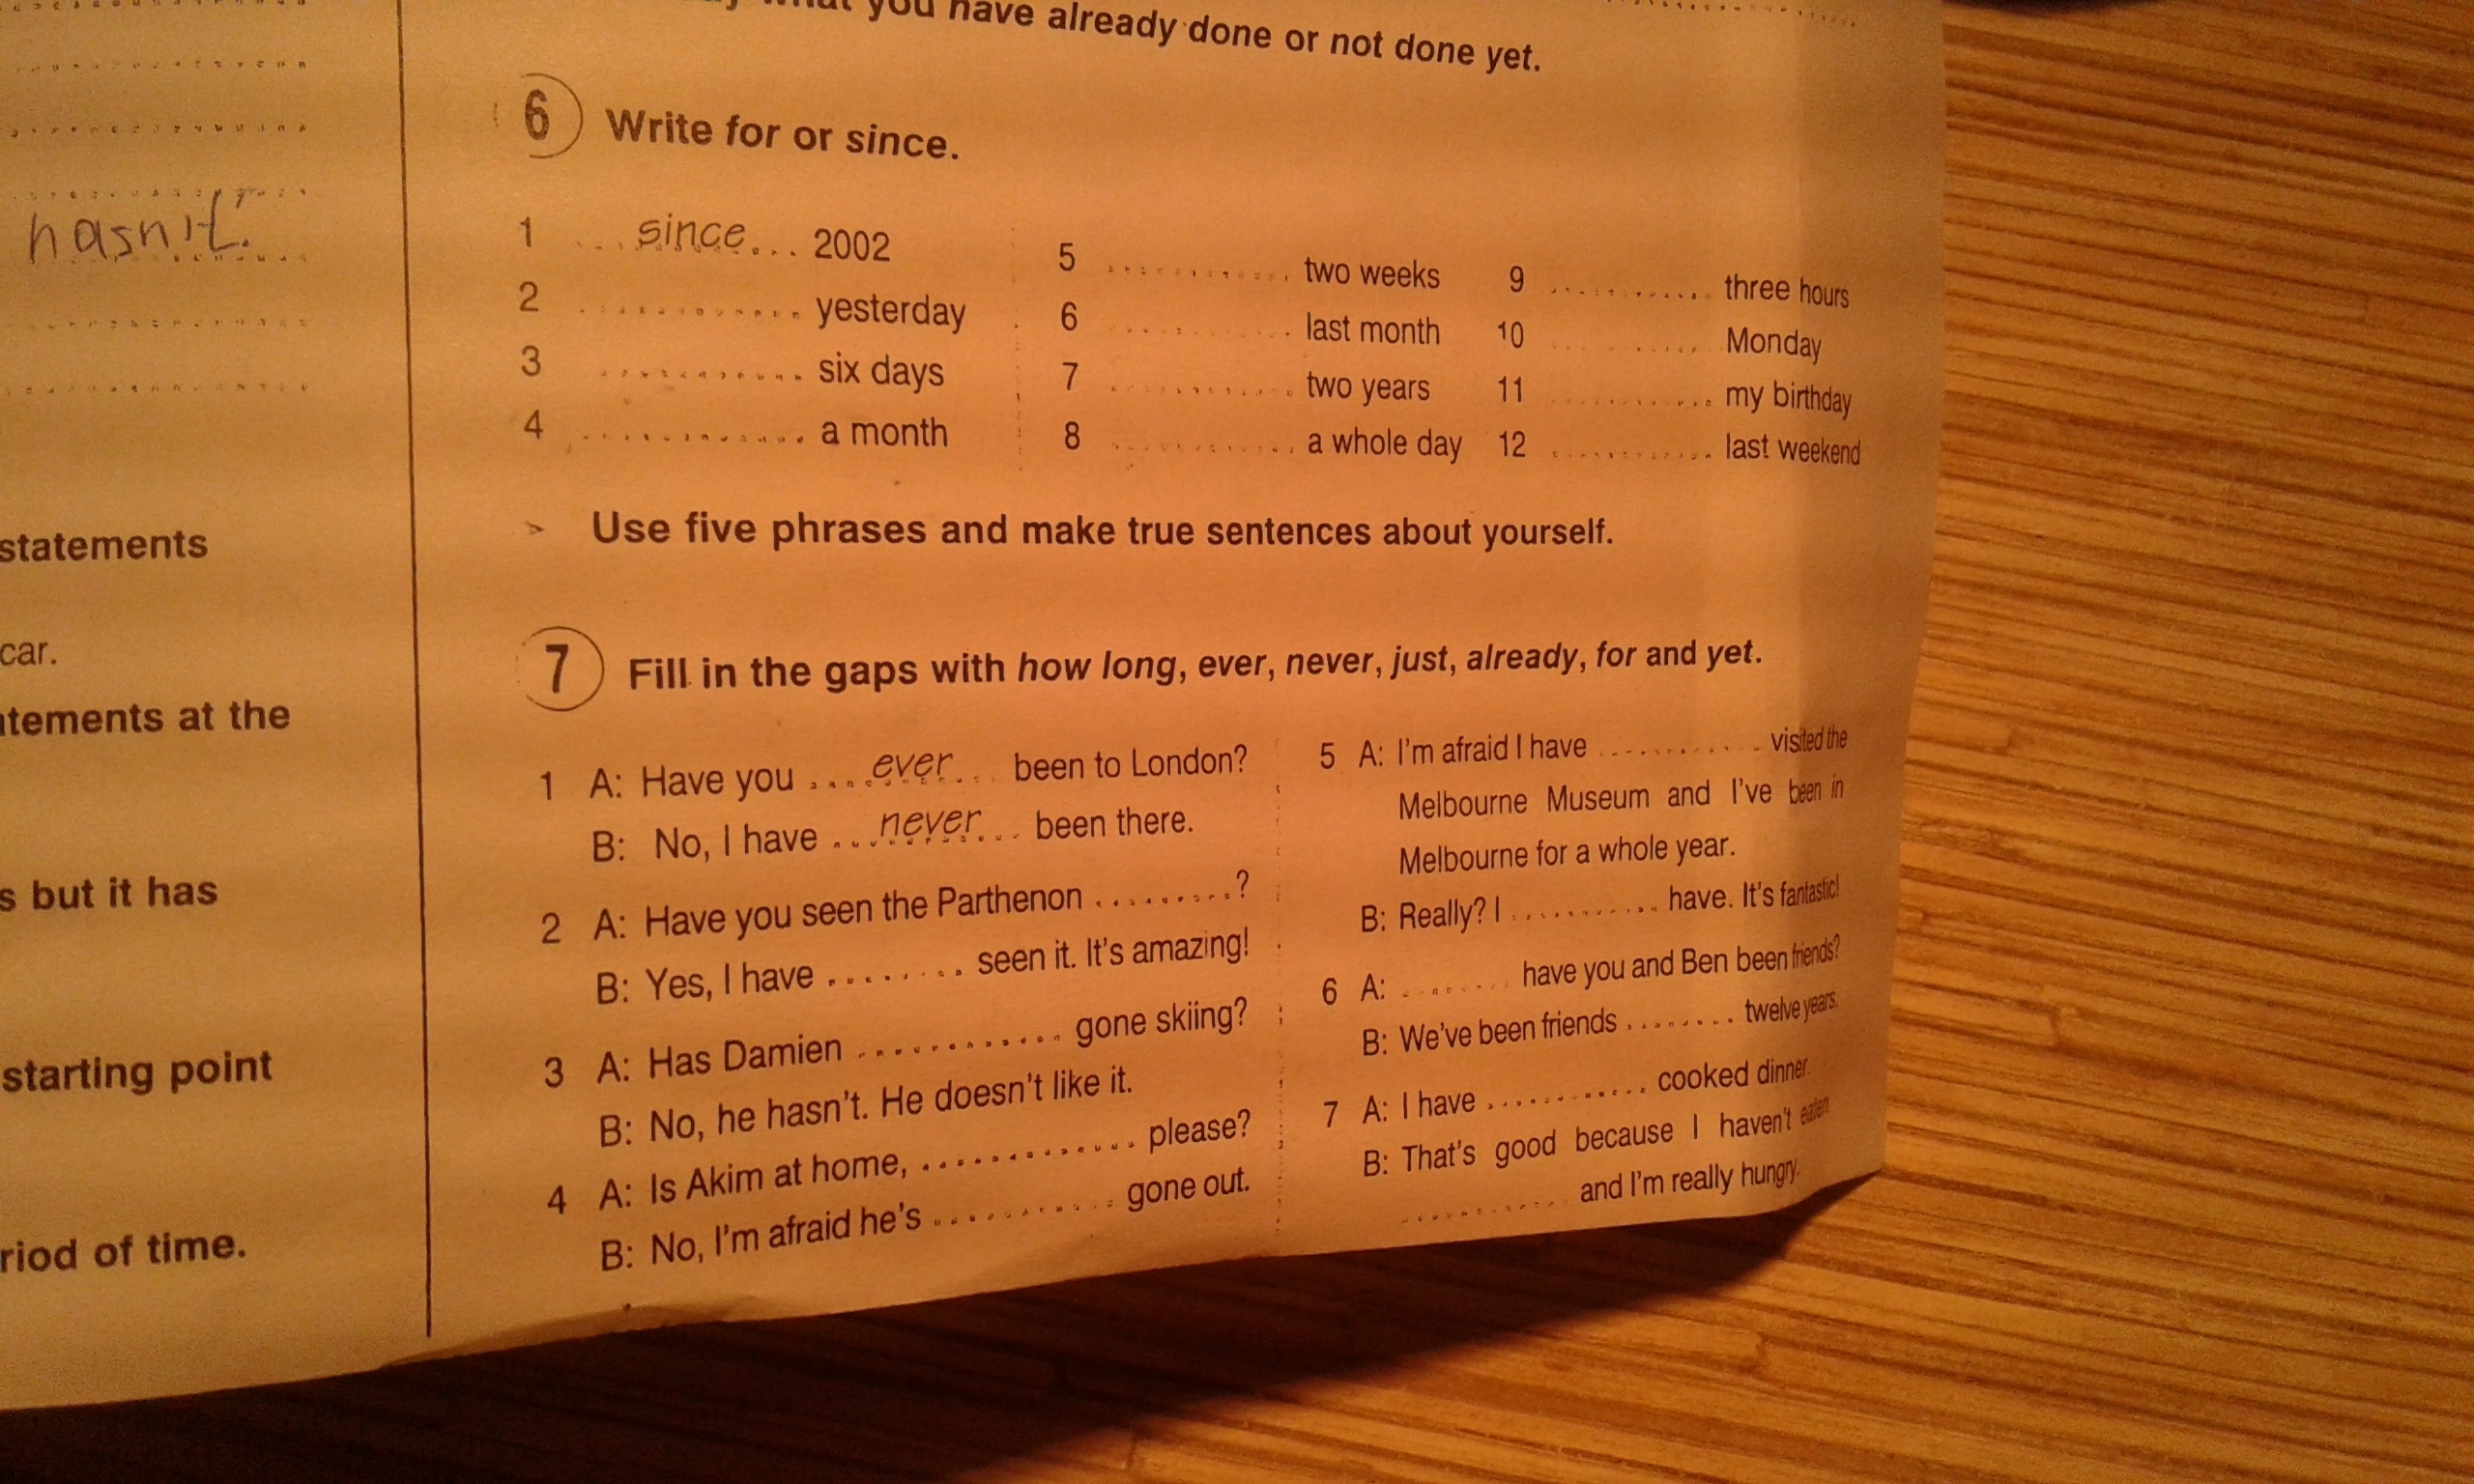 what you have already done or not done yet.
hasn't.
statements
car.
at the
s but it has
starting point
of time.
6 Write for or since.
1 ...since... 2002
2 .............. yesterday
3 ............. six days
4 .............. a month
5 ............. two weeks
6 ............. last month
7 ............. two years
8 ............. a whole day
9 ........... three hours
10 ........... Monday
11 ........... my birthday
12 ........... last weekend
Use five phrases and make true sentences about yourself.
7 Fill in the gaps with how long, ever, never, just, already, for and yet.
1 A: Have you ....ever.... been to London?
B: No, I have ...never... been there.
2 A: Have you seen the Parthenon ..........?
B: Yes, I have ........ seen it. It's amazing!
3 A: Has Damien ............. gone skiing?
B: No, he hasn't. He doesn't like it.
4 A: Is Akim at home, .............. please?
B: No, I'm afraid he's ............ gone out.
5 A: I'm afraid I have ........... visited the
Melbourne Museum and I've been in
Melbourne for a whole year.
B: Really? I ........... have. It's fantastic!
6 A: ........ have you and Ben been friends?
B: We've been friends ........ twelve years.
7 A: I have ............ cooked dinner.
B: That's good because I haven't eaten
............ and I'm really hungry.